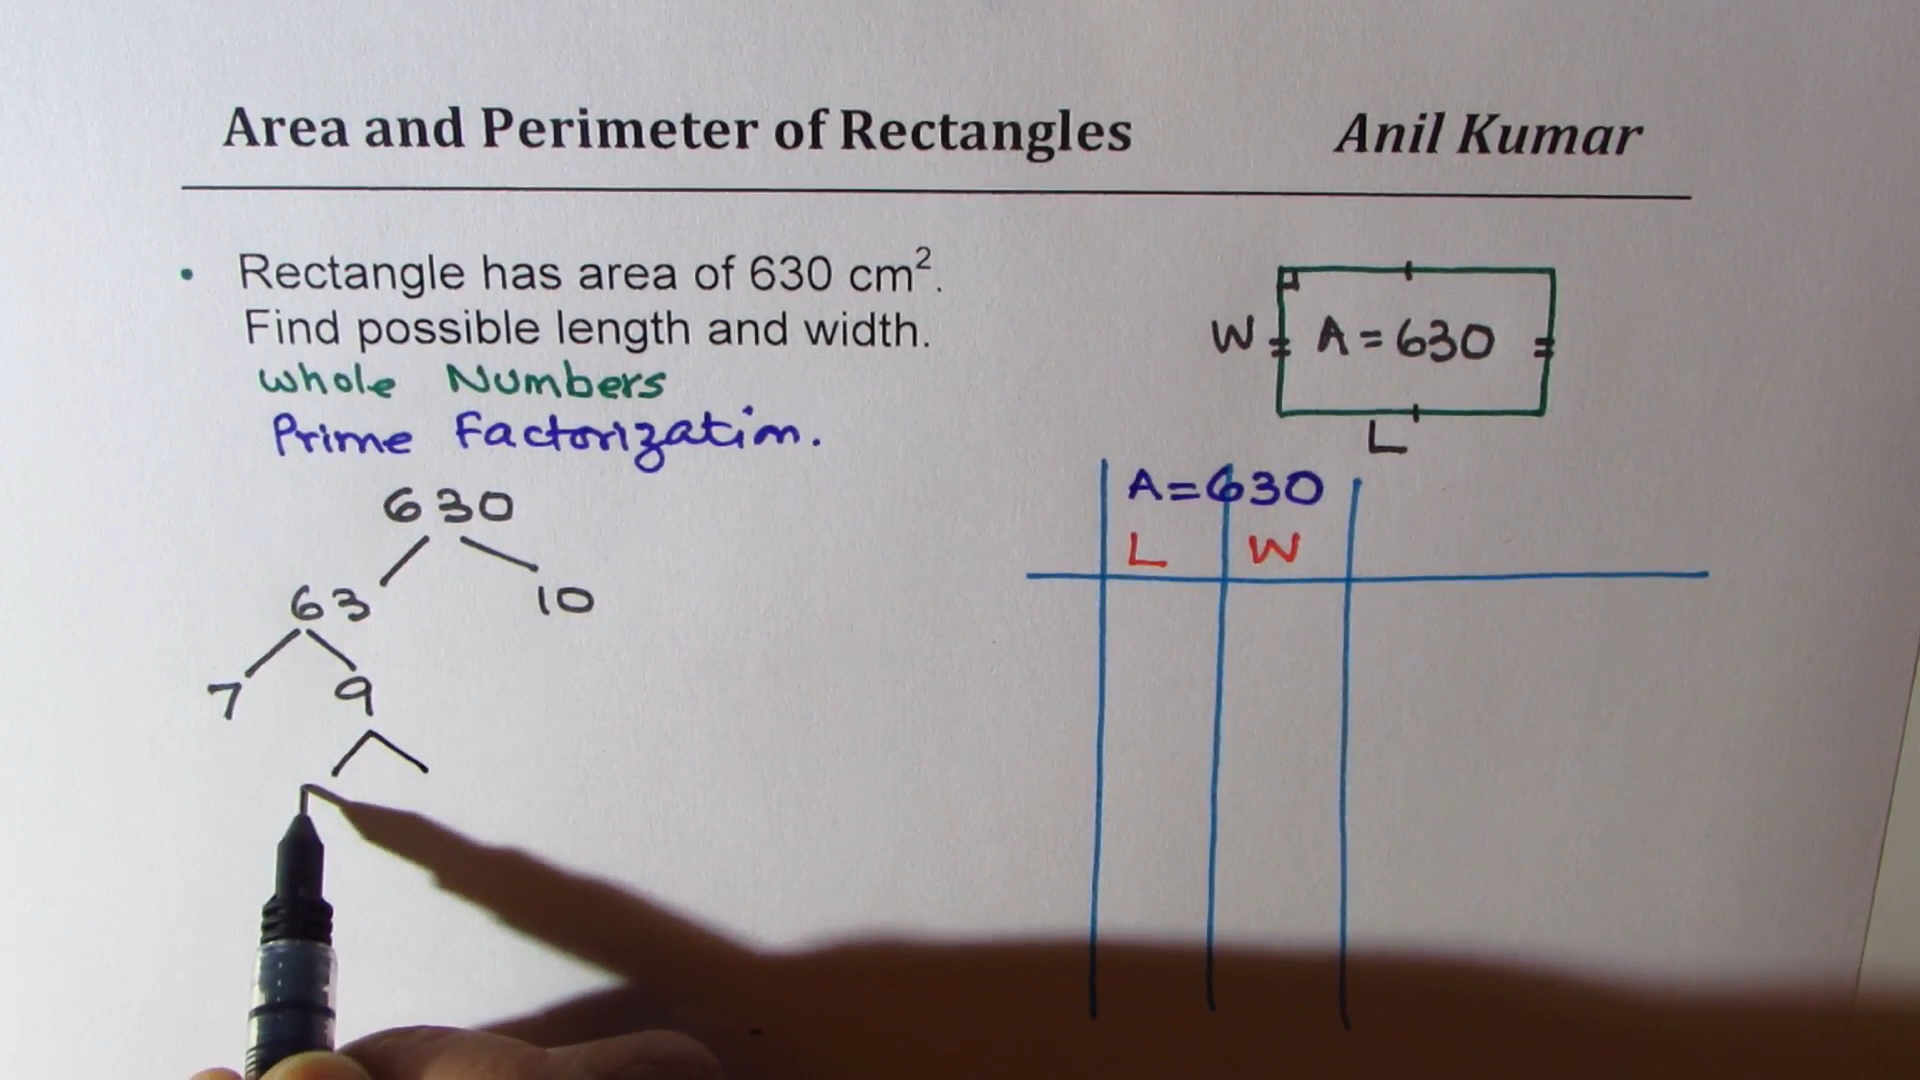 Area and Perimeter of Rectangles Anil Kumar
• Rectangle has area of 630 cm².
Find possible length and width.
Whole Numbers
Prime Factorization.
W A = 630
L
630
63 10
7 9
A = 630
L W